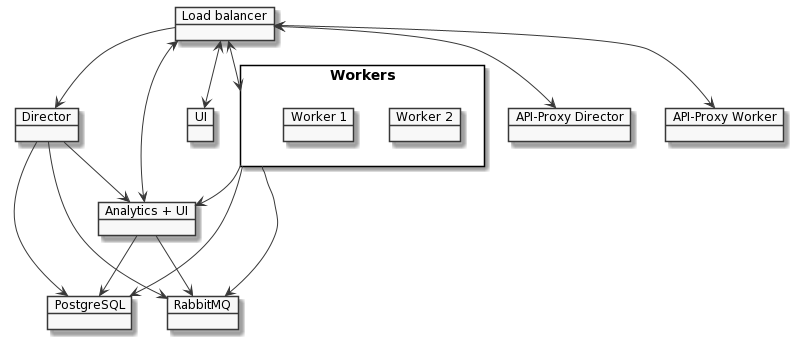 Load balancer
Workers
Director
UI
Worker 1
Worker 2
API-Proxy Director
API-Proxy Worker
Analytics + UI
PostgreSQL
RabbitMQ